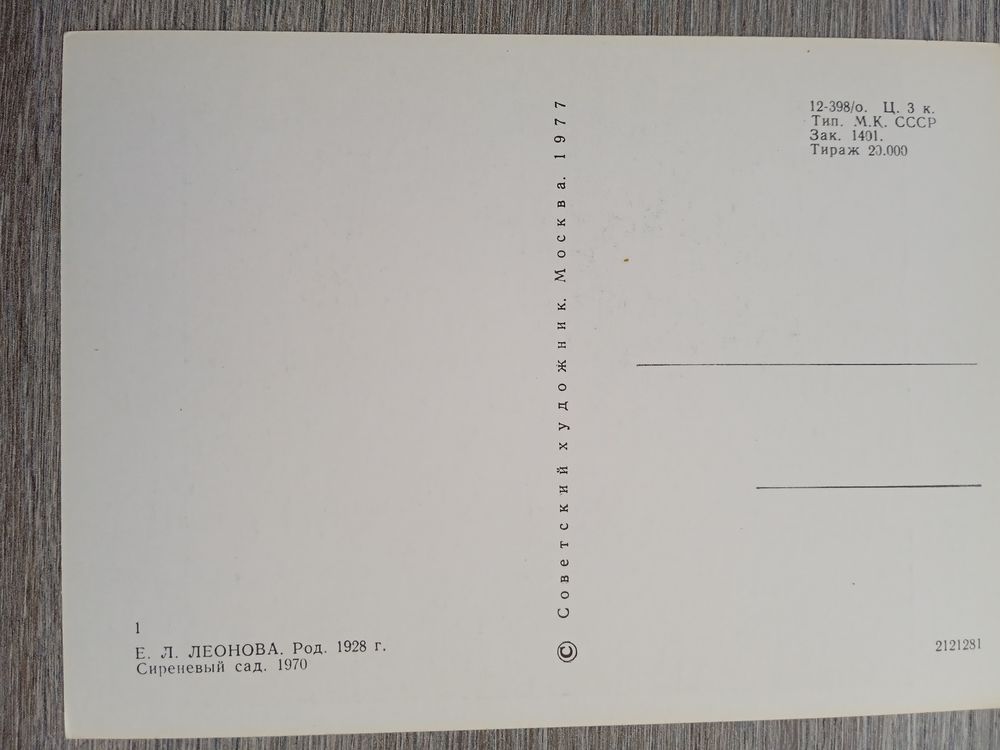 12-398/о. Ц. 3 к.
Тип. М.К. СССР
Зак. 1401.
Тираж 20.000
© Советский художник. Москва. 1977
1
Е. Л. ЛЕОНОВА. Род. 1928 г.
Сиреневый сад. 1970
2121281